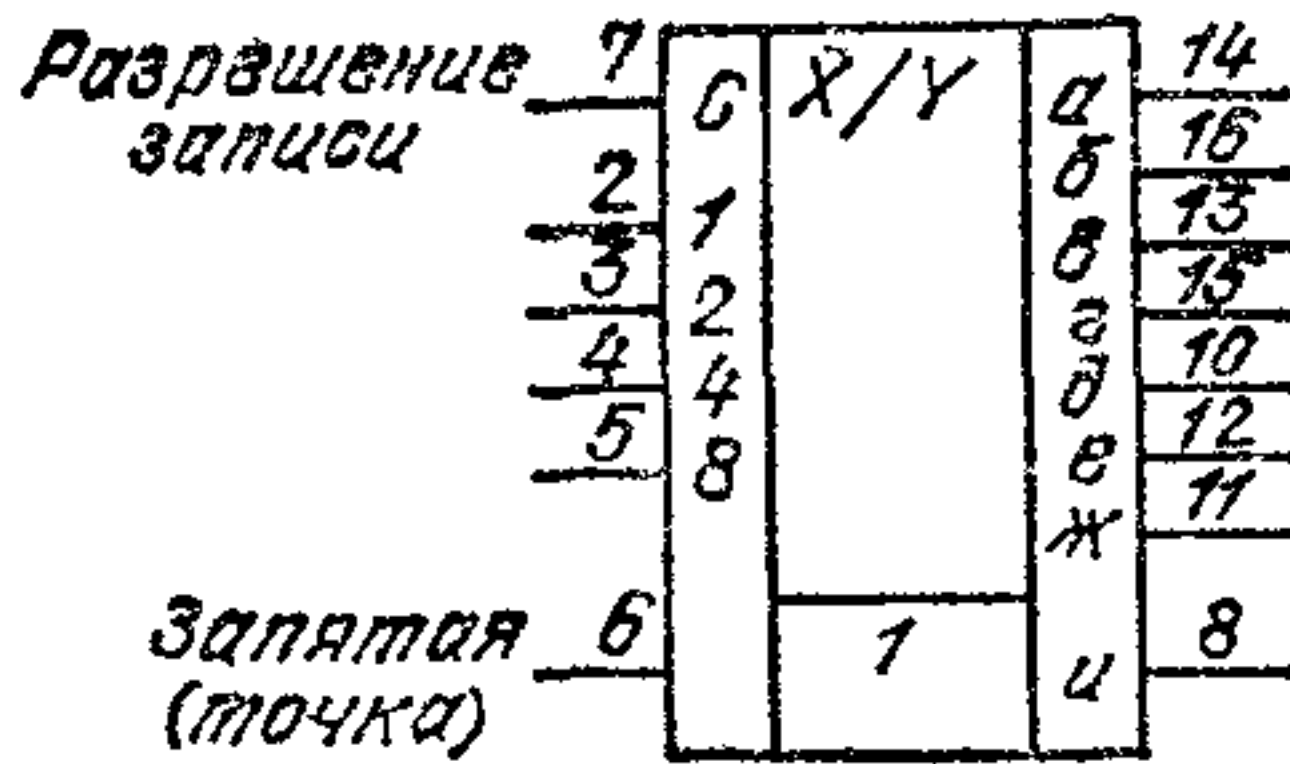 Разрешение 7 С X/Y а 14
записи
б 16
2 1
в 13
3 2
г 15
4 4
д 10
5 8
е 12
ж 11
Запятая 6 1 и 8
(точка)